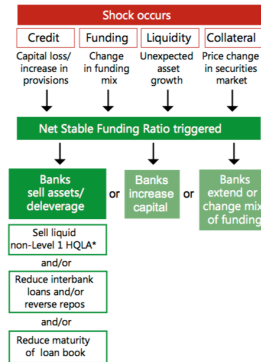 Shock occurs
Credit
Funding
Liquidity
Collateral
Capital loss/
increase in
provisions
Change
in funding
mix
Unexpected
asset
growth
Price change
in securities
market
Net Stable Funding Ratio triggered
Banks
sell assets/
deleverage
or
Banks
increase
capital
or
Banks
extend or
change mix
of funding
Sell liquid
non-Level 1 HQLA*
and/or
Reduce interbank
loans and/or
reverse repos
and/or
Reduce maturity
of loan book